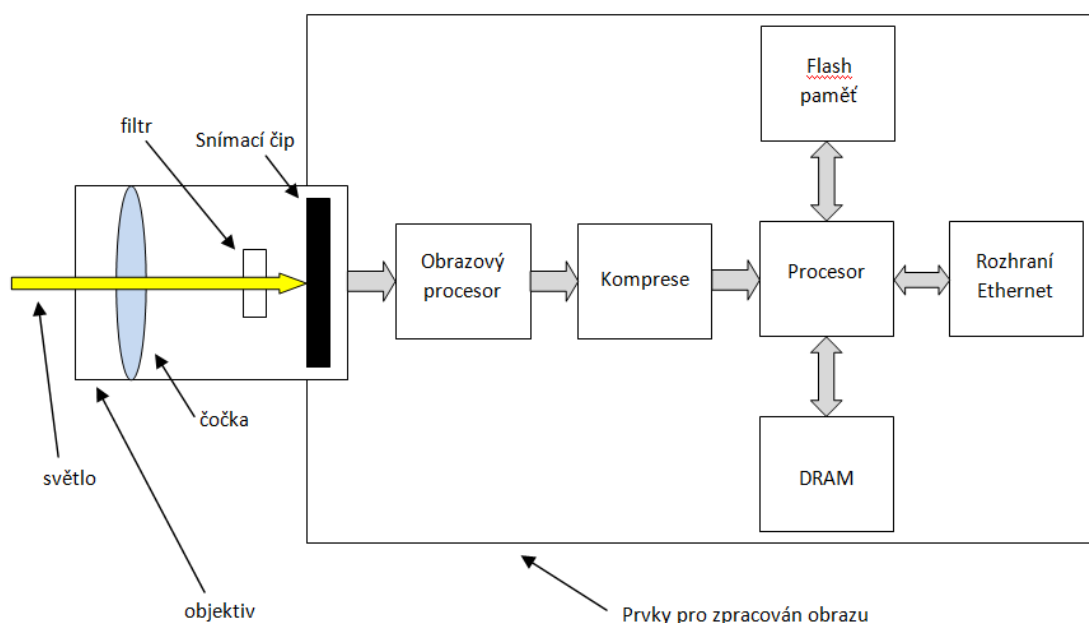 Flash
paměť
filtr
Snímací čip
Obrazový
procesor
Komprese
Procesor
Rozhraní
Ethernet
čočka
světlo
DRAM
objektiv
Prvky pro zpracován obrazu